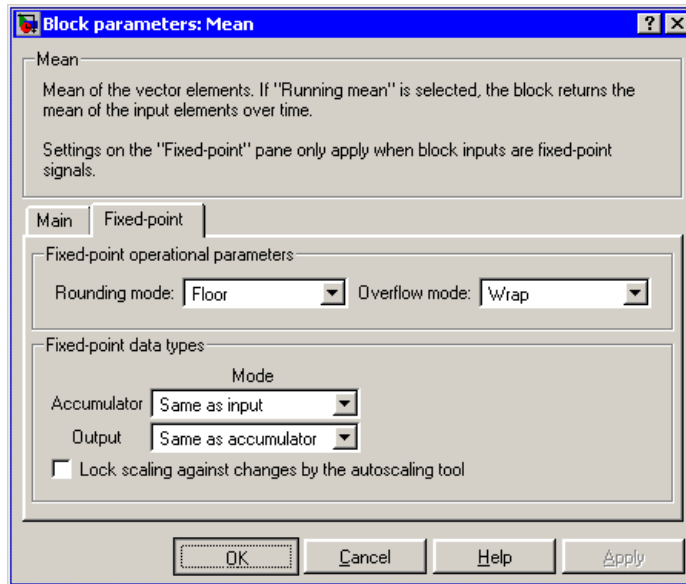 Block parameters: Mean
Mean
Mean of the vector elements. If "Running mean" is selected, the block returns the
mean of the input elements over time.
Settings on the "Fixed-point" pane only apply when block inputs are fixed-point
signals.
Main Fixed-point
Fixed-point operational parameters
Rounding mode: Floor Overflow mode: Wrap
Fixed-point data types
Mode
Accumulator Same as input
Output Same as accumulator
Lock scaling against changes by the autoscaling tool
OK Cancel Help Apply